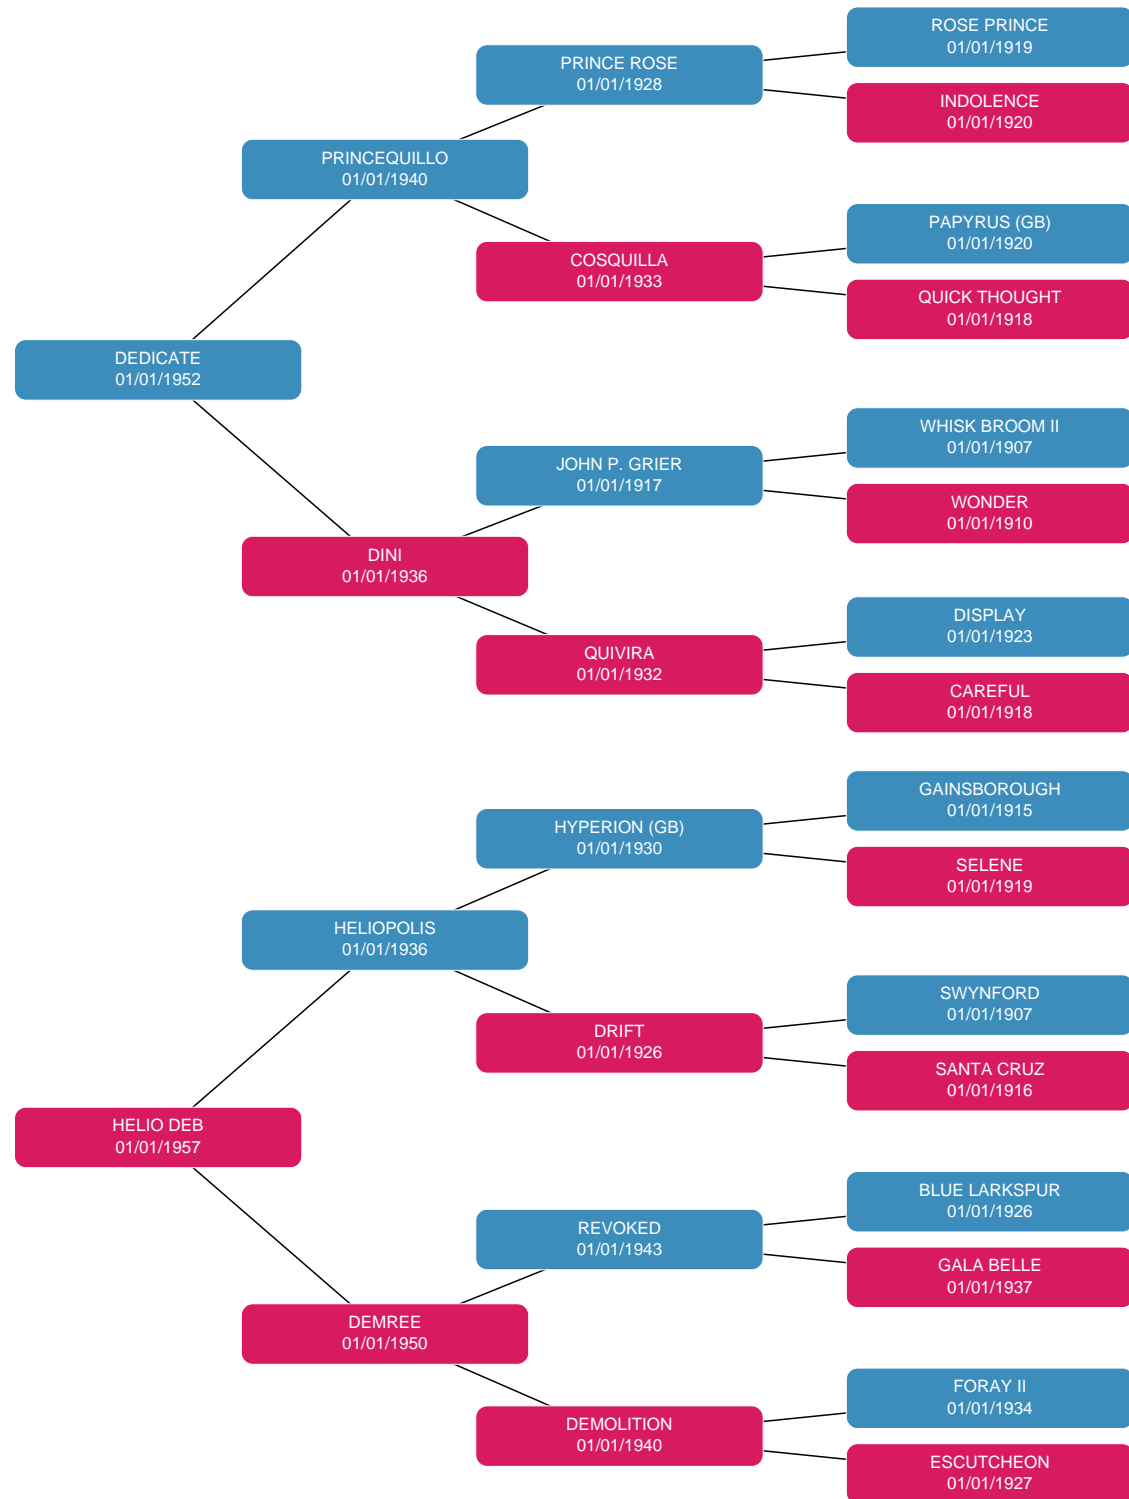 ROSE PRINCE
01/01/1919
PRINCE ROSE
01/01/1928
INDOLENCE
01/01/1920
PRINCEQUILLO
01/01/1940
PAPYRUS (GB)
01/01/1920
COSQUILLA
01/01/1933
QUICK THOUGHT
01/01/1918
DEDICATE
01/01/1952
WHISK BROOM II
01/01/1907
JOHN P. GRIER
01/01/1917
WONDER
01/01/1910
DINI
01/01/1936
DISPLAY
01/01/1923
QUIVIRA
01/01/1932
CAREFUL
01/01/1918
GAINSBOROUGH
01/01/1915
HYPERION (GB)
01/01/1930
SELENE
01/01/1919
HELIOPOLIS
01/01/1936
SWYNFORD
01/01/1907
DRIFT
01/01/1926
SANTA CRUZ
01/01/1916
HELIO DEB
01/01/1957
BLUE LARKSPUR
01/01/1926
REVOKED
01/01/1943
GALA BELLE
01/01/1937
DEMREE
01/01/1950
FORAY II
01/01/1934
DEMOLITION
01/01/1940
ESCUTCHEON
01/01/1927